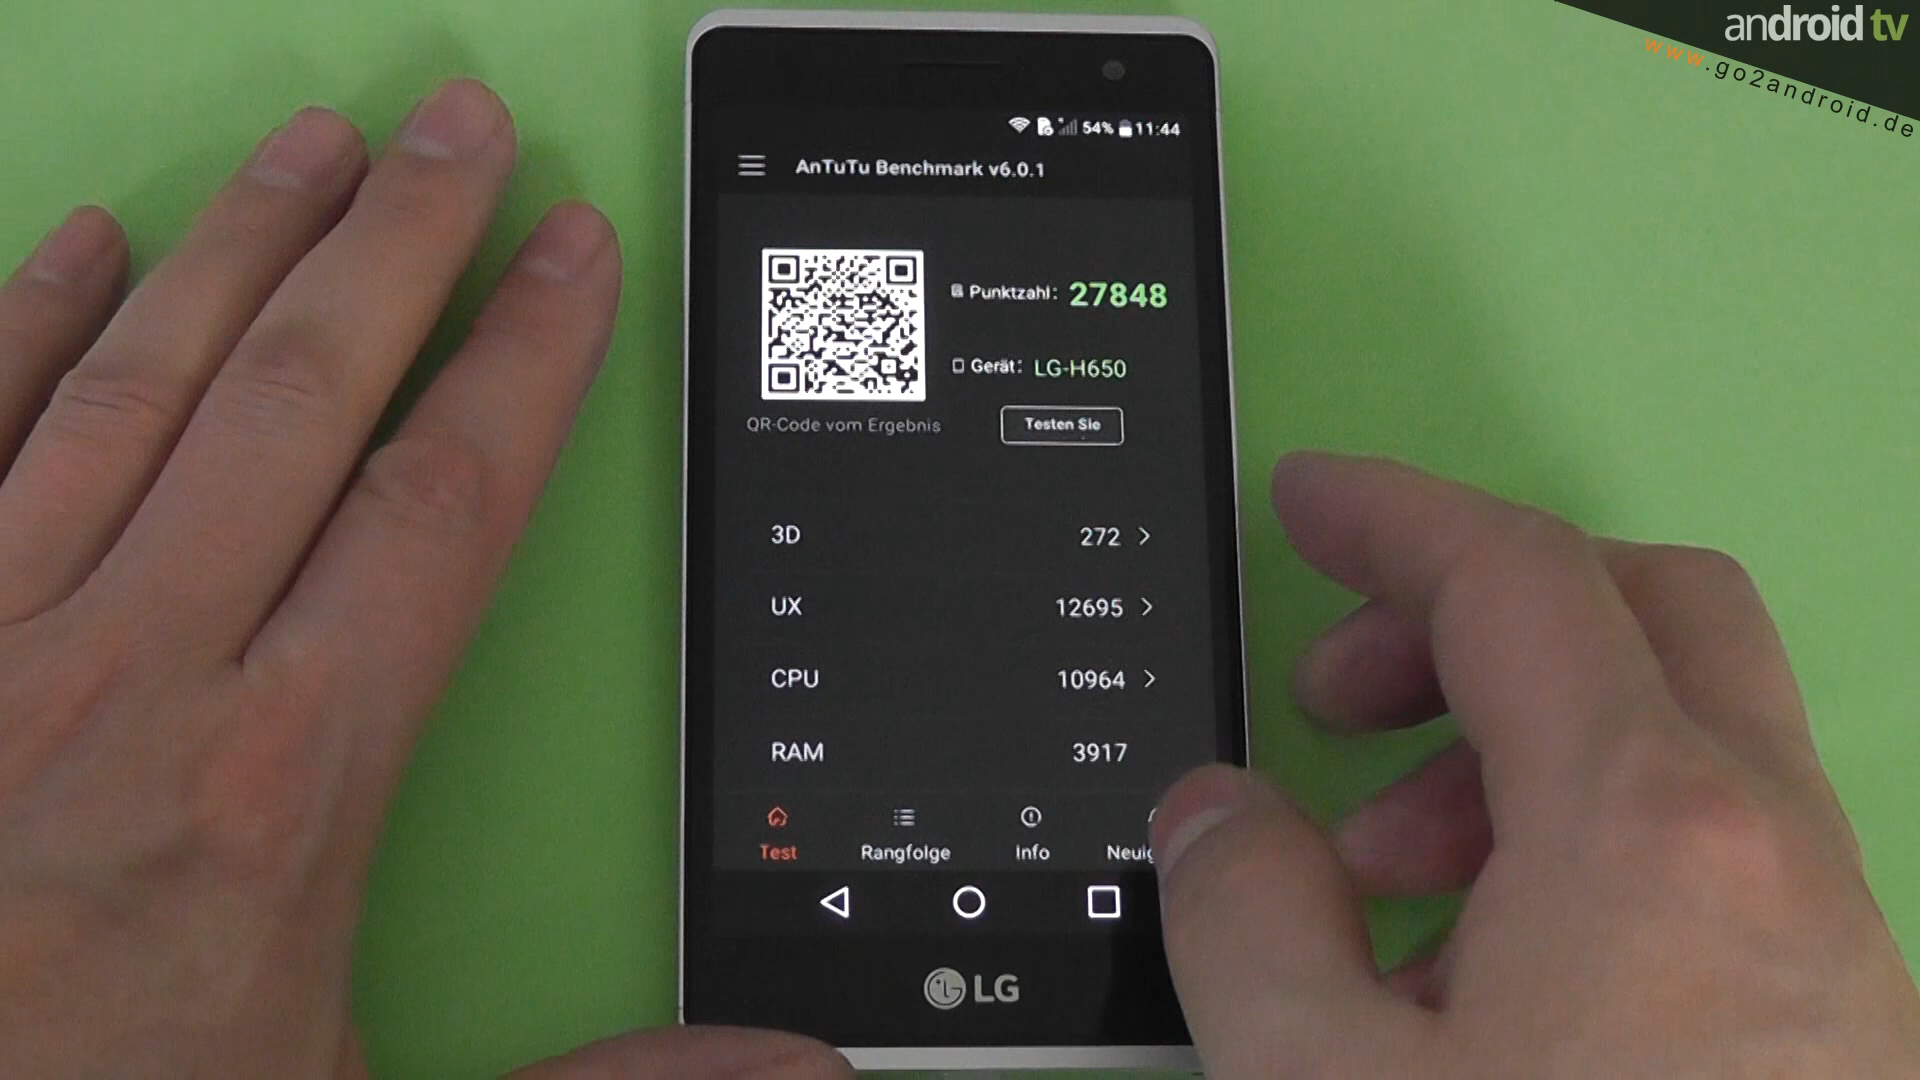 android tv
www.go2android.de
54% 11:44
AnTuTu Benchmark v6.0.1
Punktzahl: 27848
Gerät: LG-H650
QR-Code vom Ergebnis
Testen Sie
3D 272
UX 12695
CPU 10964
RAM 3917
Test Rangfolge Info
LG